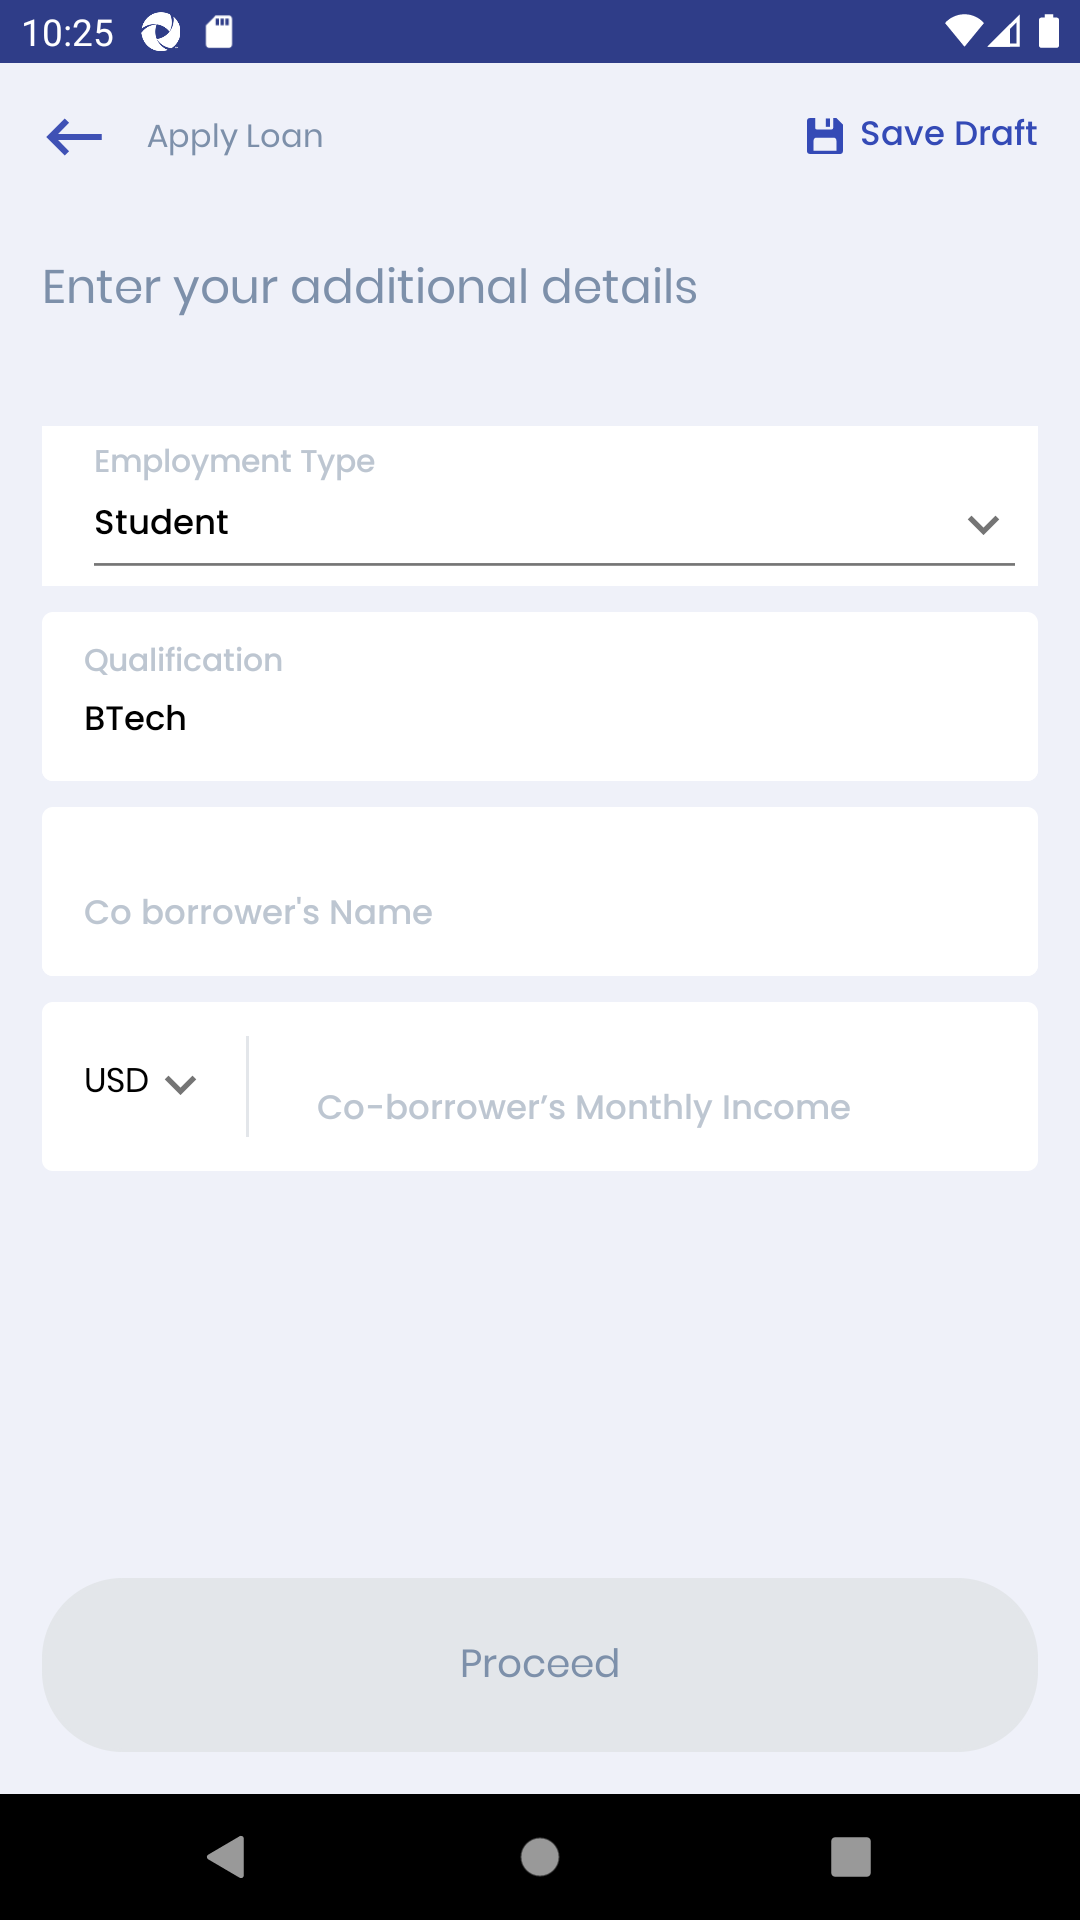 10:25
Apply Loan
Save Draft
Enter your additional details
Employment Type
Student
Qualification
BTech
Co borrower's Name
USD
Co-borrower’s Monthly Income
Proceed